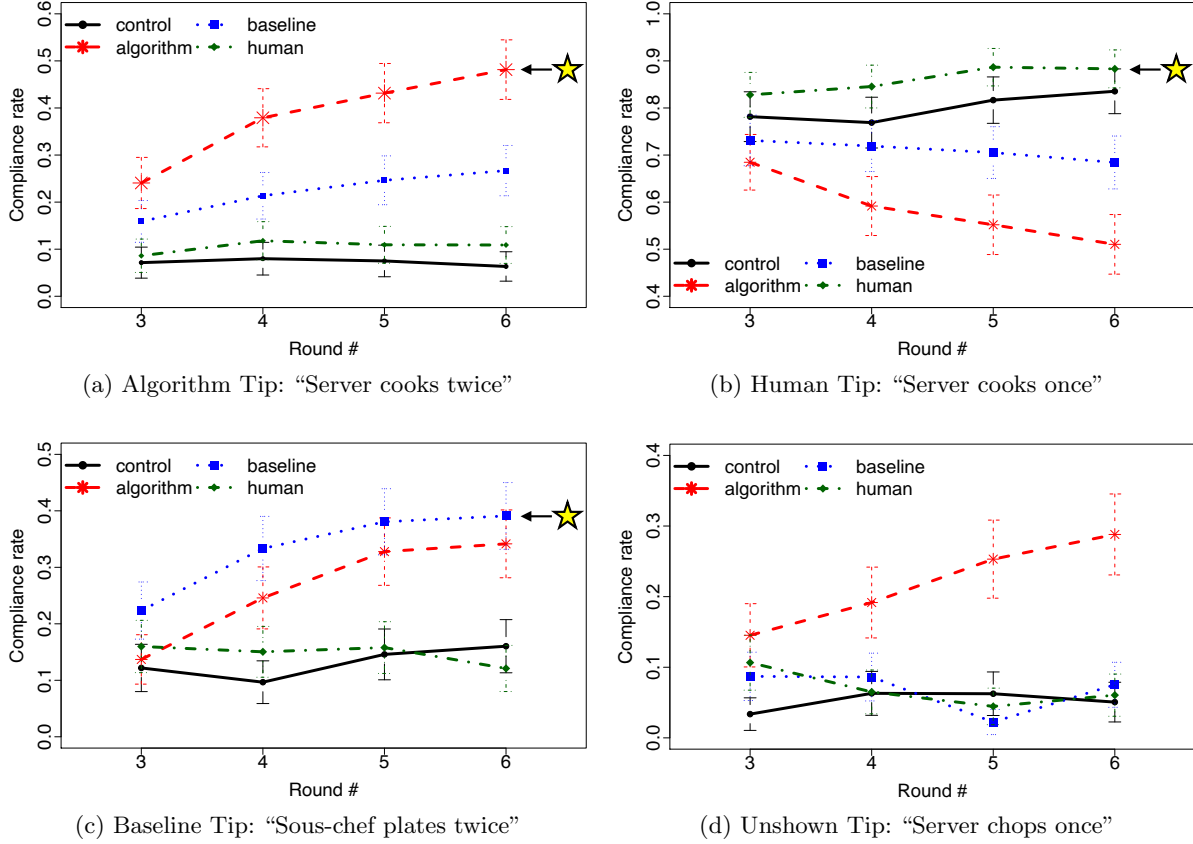 0.6
0.5
0.4
0.3
0.2
0.1
0.0
Compliance rate
control
baseline
algorithm
human
3 4 5 6
Round #
(a) Algorithm Tip: “Server cooks twice”
1.0
0.9
0.8
0.7
0.6
0.5
0.4
Compliance rate
control
baseline
algorithm
human
3 4 5 6
Round #
(b) Human Tip: “Server cooks once”
0.5
0.4
0.3
0.2
0.1
0.0
Compliance rate
control
baseline
algorithm
human
3 4 5 6
Round #
(c) Baseline Tip: “Sous-chef plates twice”
0.4
0.3
0.2
0.1
0.0
Compliance rate
control
baseline
algorithm
human
3 4 5 6
Round #
(d) Unshown Tip: “Server chops once”